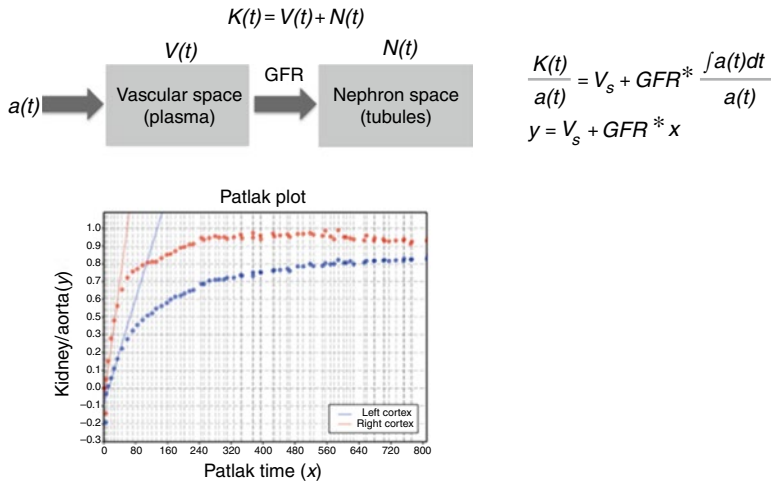 K(t) = V(t) + N(t)
V(t)
N(t)
a(t)
Vascular space
(plasma)
GFR
Nephron space
(tubules)
K(t)/a(t) = Vs + GFR* ∫a(t)dt/a(t)
y = Vs + GFR * x
Patlak plot
Kidney/aorta(y)
1.0
0.9
0.8
0.7
0.6
0.5
0.3
0.2
0.1
0.0
−0.1
−0.2
−0.3
Left cortex
Right cortex
0 80 160 240 320 400 480 560 640 720 800
Patlak time (x)